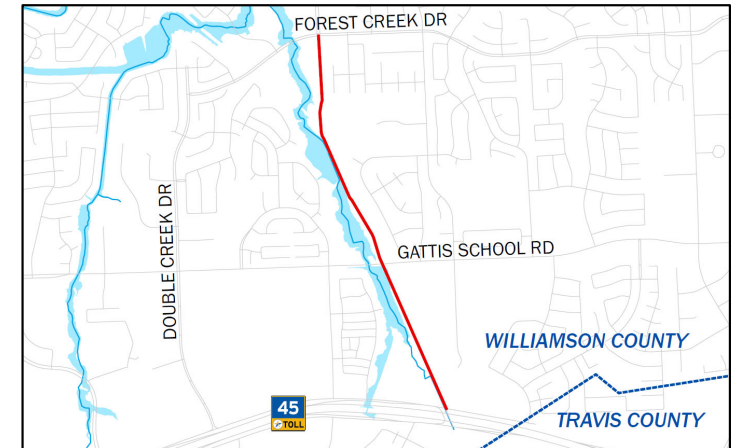 FOREST CREEK DR
DOUBLE CREEK DR
GATTIS SCHOOL RD
WILLIAMSON COUNTY
45
TOLL
TRAVIS COUNTY